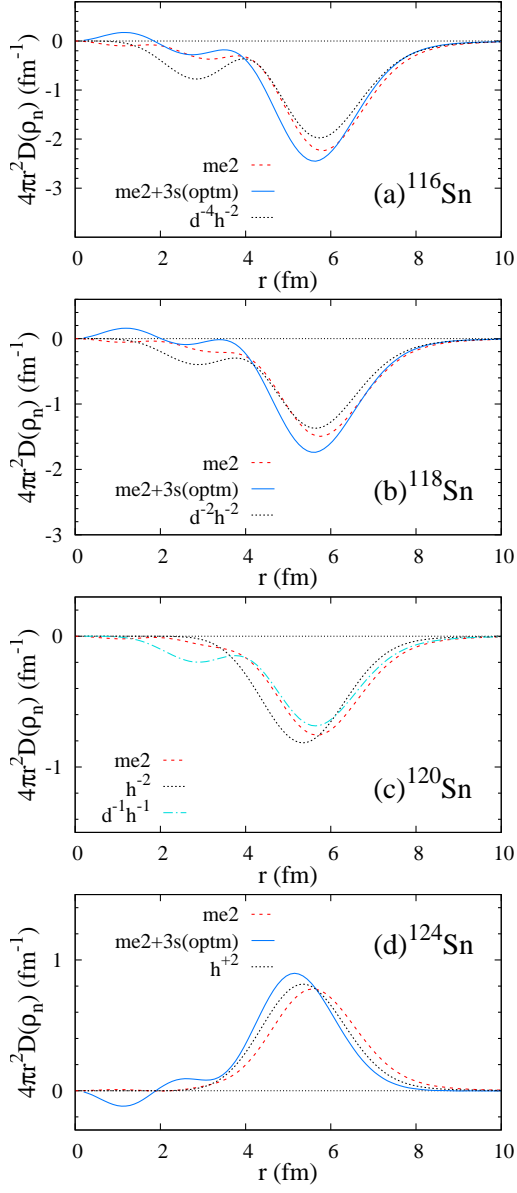 0
-1
-2
-3
4πr²D(ρₙ) (fm⁻¹)
me2
me2+3s(optm)
d⁻⁴h⁻²
(a)¹¹⁶Sn
0 2 4 6 8 10
r (fm)
0
-1
-2
-3
4πr²D(ρₙ) (fm⁻¹)
me2
me2+3s(optm)
d⁻²h⁻²
(b)¹¹⁸Sn
0 2 4 6 8 10
r (fm)
0
-1
4πr²D(ρₙ) (fm⁻¹)
me2
h⁻²
d⁻¹h⁻¹
(c)¹²⁰Sn
0 2 4 6 8 10
r (fm)
1
0
4πr²D(ρₙ) (fm⁻¹)
me2
me2+3s(optm)
h⁺²
(d)¹²⁴Sn
0 2 4 6 8 10
r (fm)